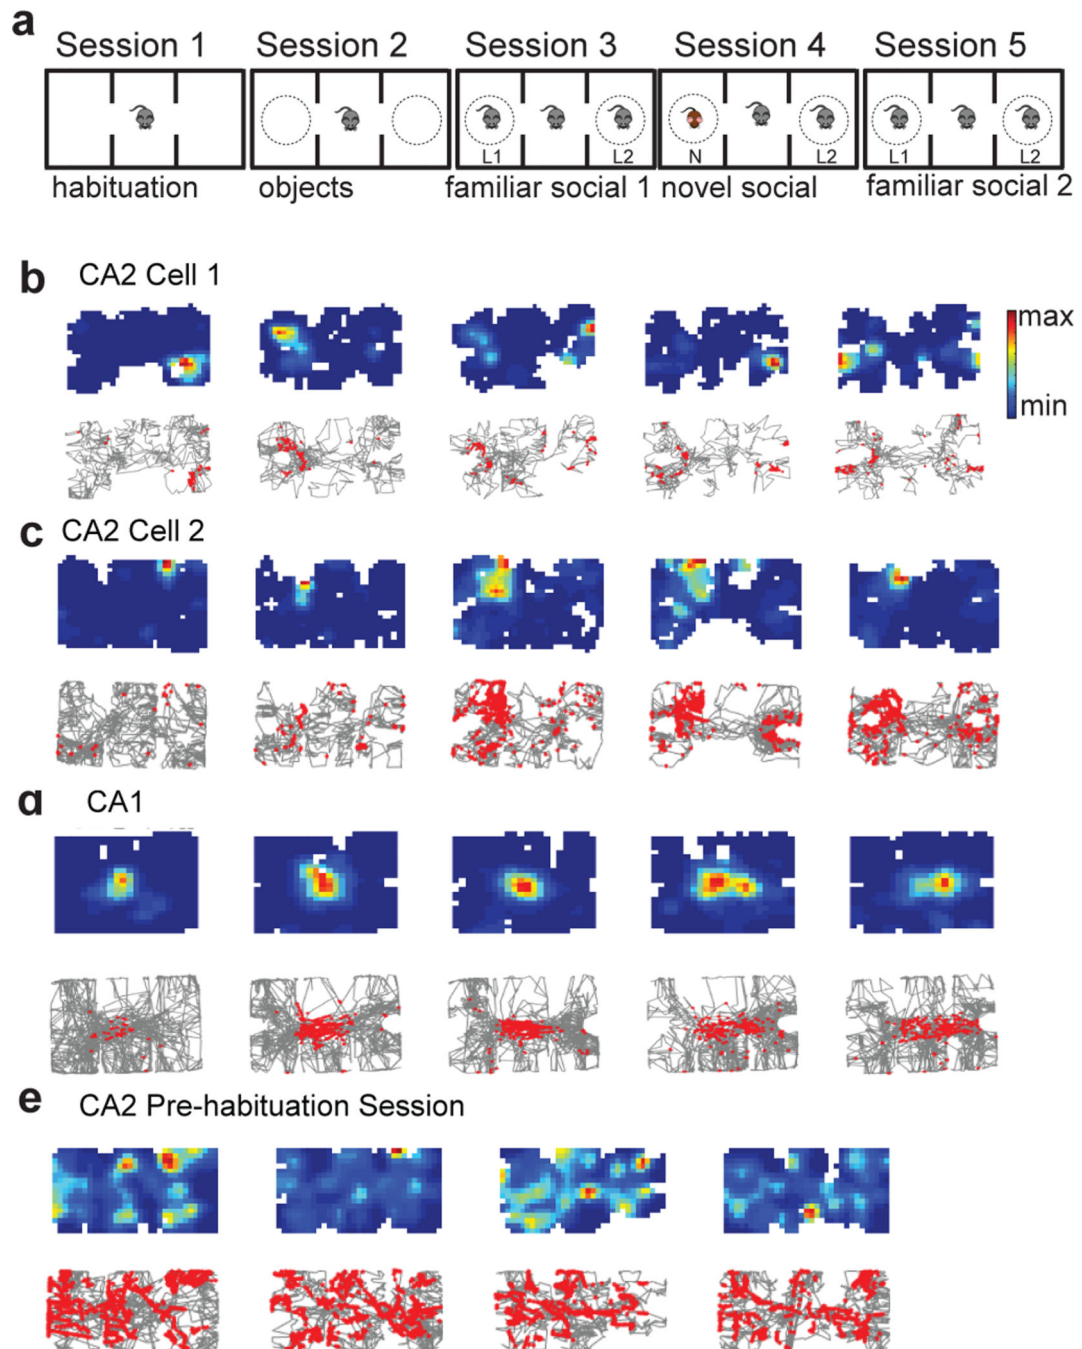 a
Session 1 Session 2 Session 3 Session 4 Session 5
L1 L2 N L2 L1 L2
habituation objects familiar social 1 novel social familiar social 2
b CA2 Cell 1
max
min
c CA2 Cell 2
d CA1
e CA2 Pre-habituation Session